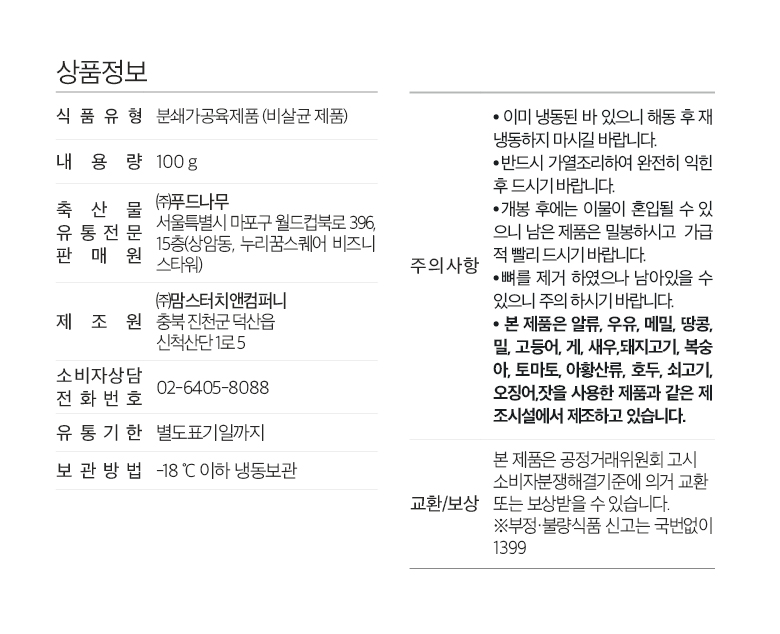 상품정보
식품유형 분쇄가공육제품 (비살균 제품)
내용량 100 g
축산물
유통전문
판매원
㈜푸드나무
서울특별시 마포구 월드컵북로 396,
15층(상암동, 누리꿈스퀘어 비즈니
스타워)
제조원
㈜맘스터치앤컴퍼니
충북 진천군 덕산읍
신척산단 1로 5
소비자상담
전화번호
02-6405-8088
유통기한 별도표기일까지
보관방법 -18 ℃ 이하 냉동보관
주의사항
• 이미 냉동된 바 있으니 해동 후 재
냉동하지 마시길 바랍니다.
•반드시 가열조리하여 완전히 익힌
후 드시기 바랍니다.
•개봉 후에는 이물이 혼입될 수 있
으니 남은 제품은 밀봉하시고 가급
적 빨리 드시기 바랍니다.
•뼈를 제거 하였으나 남아있을 수
있으니 주의 하시기 바랍니다.
• 본 제품은 알류, 우유, 메밀, 땅콩,
밀, 고등어, 게, 새우,돼지고기, 복숭
아, 토마토, 아황산류, 호두, 쇠고기,
오징어,잣을 사용한 제품과 같은 제
조시설에서 제조하고 있습니다.
교환/보상
본 제품은 공정거래위원회 고시
소비자분쟁해결기준에 의거 교환
또는 보상받을 수 있습니다.
※부정·불량식품 신고는 국번없이
1399